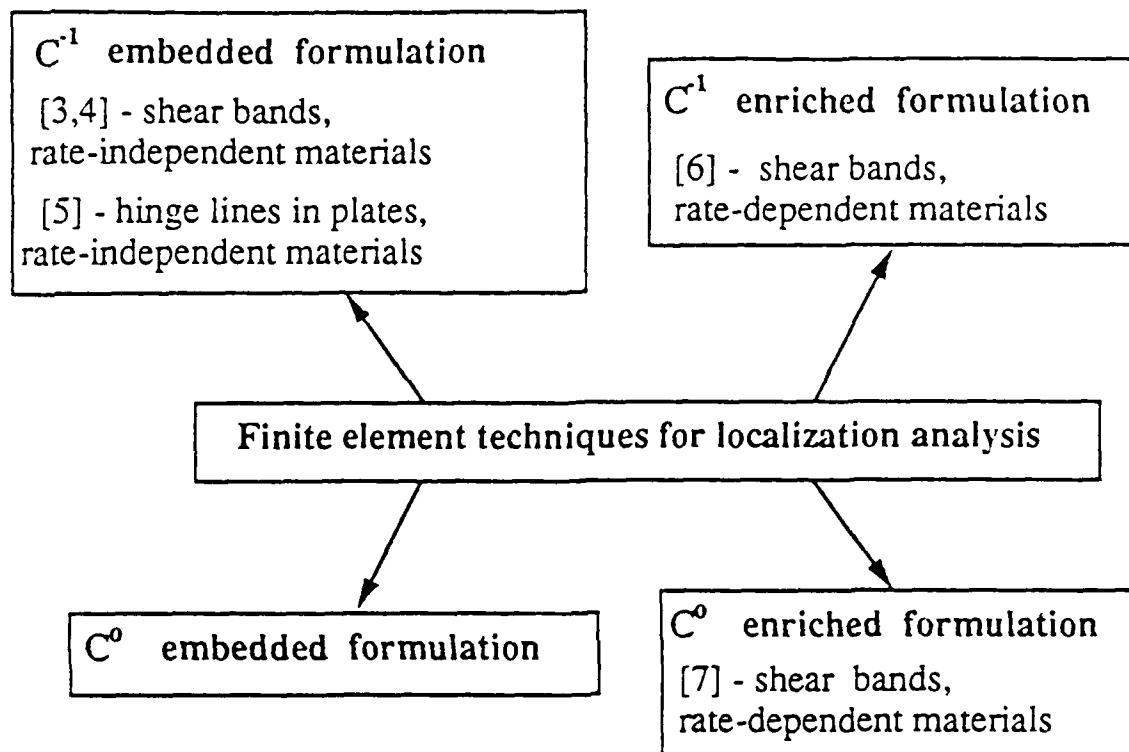 C⁻¹ embedded formulation
[3,4] - shear bands,
rate-independent materials
[5] - hinge lines in plates,
rate-independent materials
C⁻¹ enriched formulation
[6] - shear bands,
rate-dependent materials
Finite element techniques for localization analysis
C⁰ embedded formulation
C⁰ enriched formulation
[7] - shear bands,
rate-dependent materials